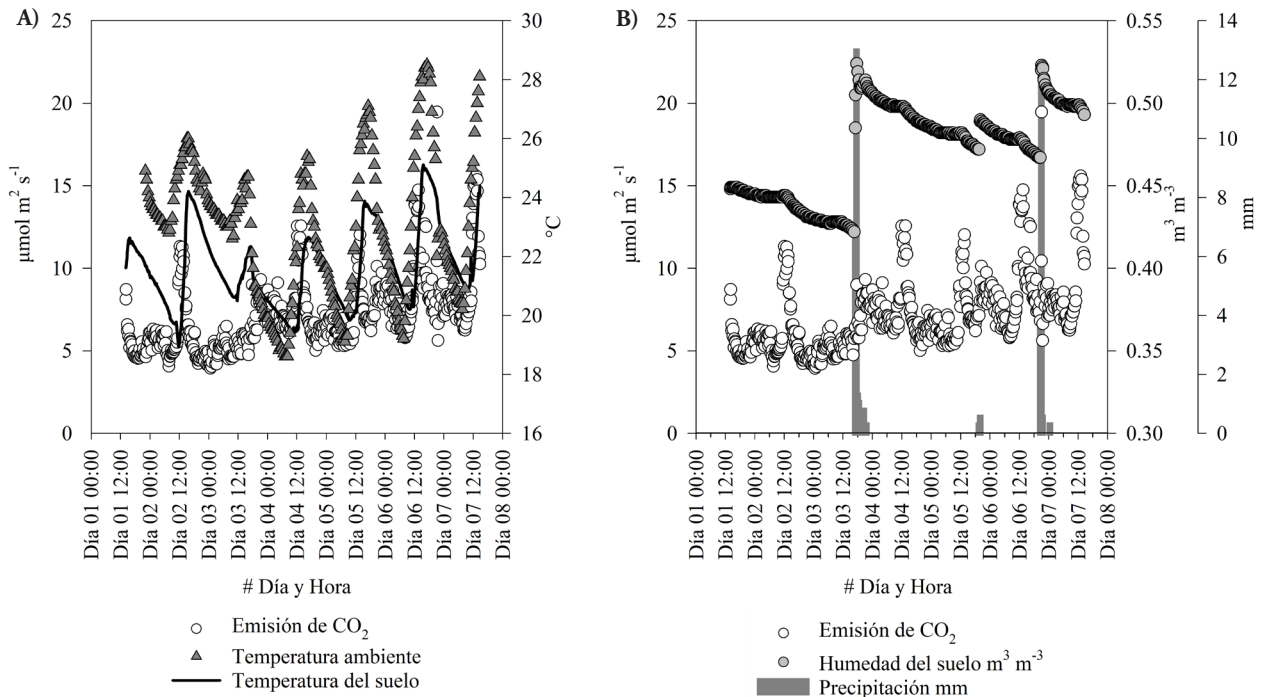 A)
25
20
15
10
5
0
µmol m² s⁻¹
30
28
26
24
22
20
18
16
°C
Día 01 00:00
Día 01 12:00
Día 02 00:00
Día 02 12:00
Día 03 00:00
Día 03 12:00
Día 04 00:00
Día 04 12:00
Día 05 00:00
Día 05 12:00
Día 06 00:00
Día 06 12:00
Día 07 00:00
Día 07 12:00
Día 08 00:00
# Día y Hora
Emisión de CO₂
Temperatura ambiente
Temperatura del suelo
B)
25
20
15
10
5
0
µmol m² s⁻¹
0.55
0.50
0.45
0.40
0.35
0.30
m³ m⁻³
14
12
10
8
6
4
2
0
mm
Día 01 00:00
Día 01 12:00
Día 02 00:00
Día 02 12:00
Día 03 00:00
Día 03 12:00
Día 04 00:00
Día 04 12:00
Día 05 00:00
Día 05 12:00
Día 06 00:00
Día 06 12:00
Día 07 00:00
Día 07 12:00
Día 08 00:00
# Día y Hora
Emisión de CO₂
Humedad del suelo m³ m⁻³
Precipitación mm